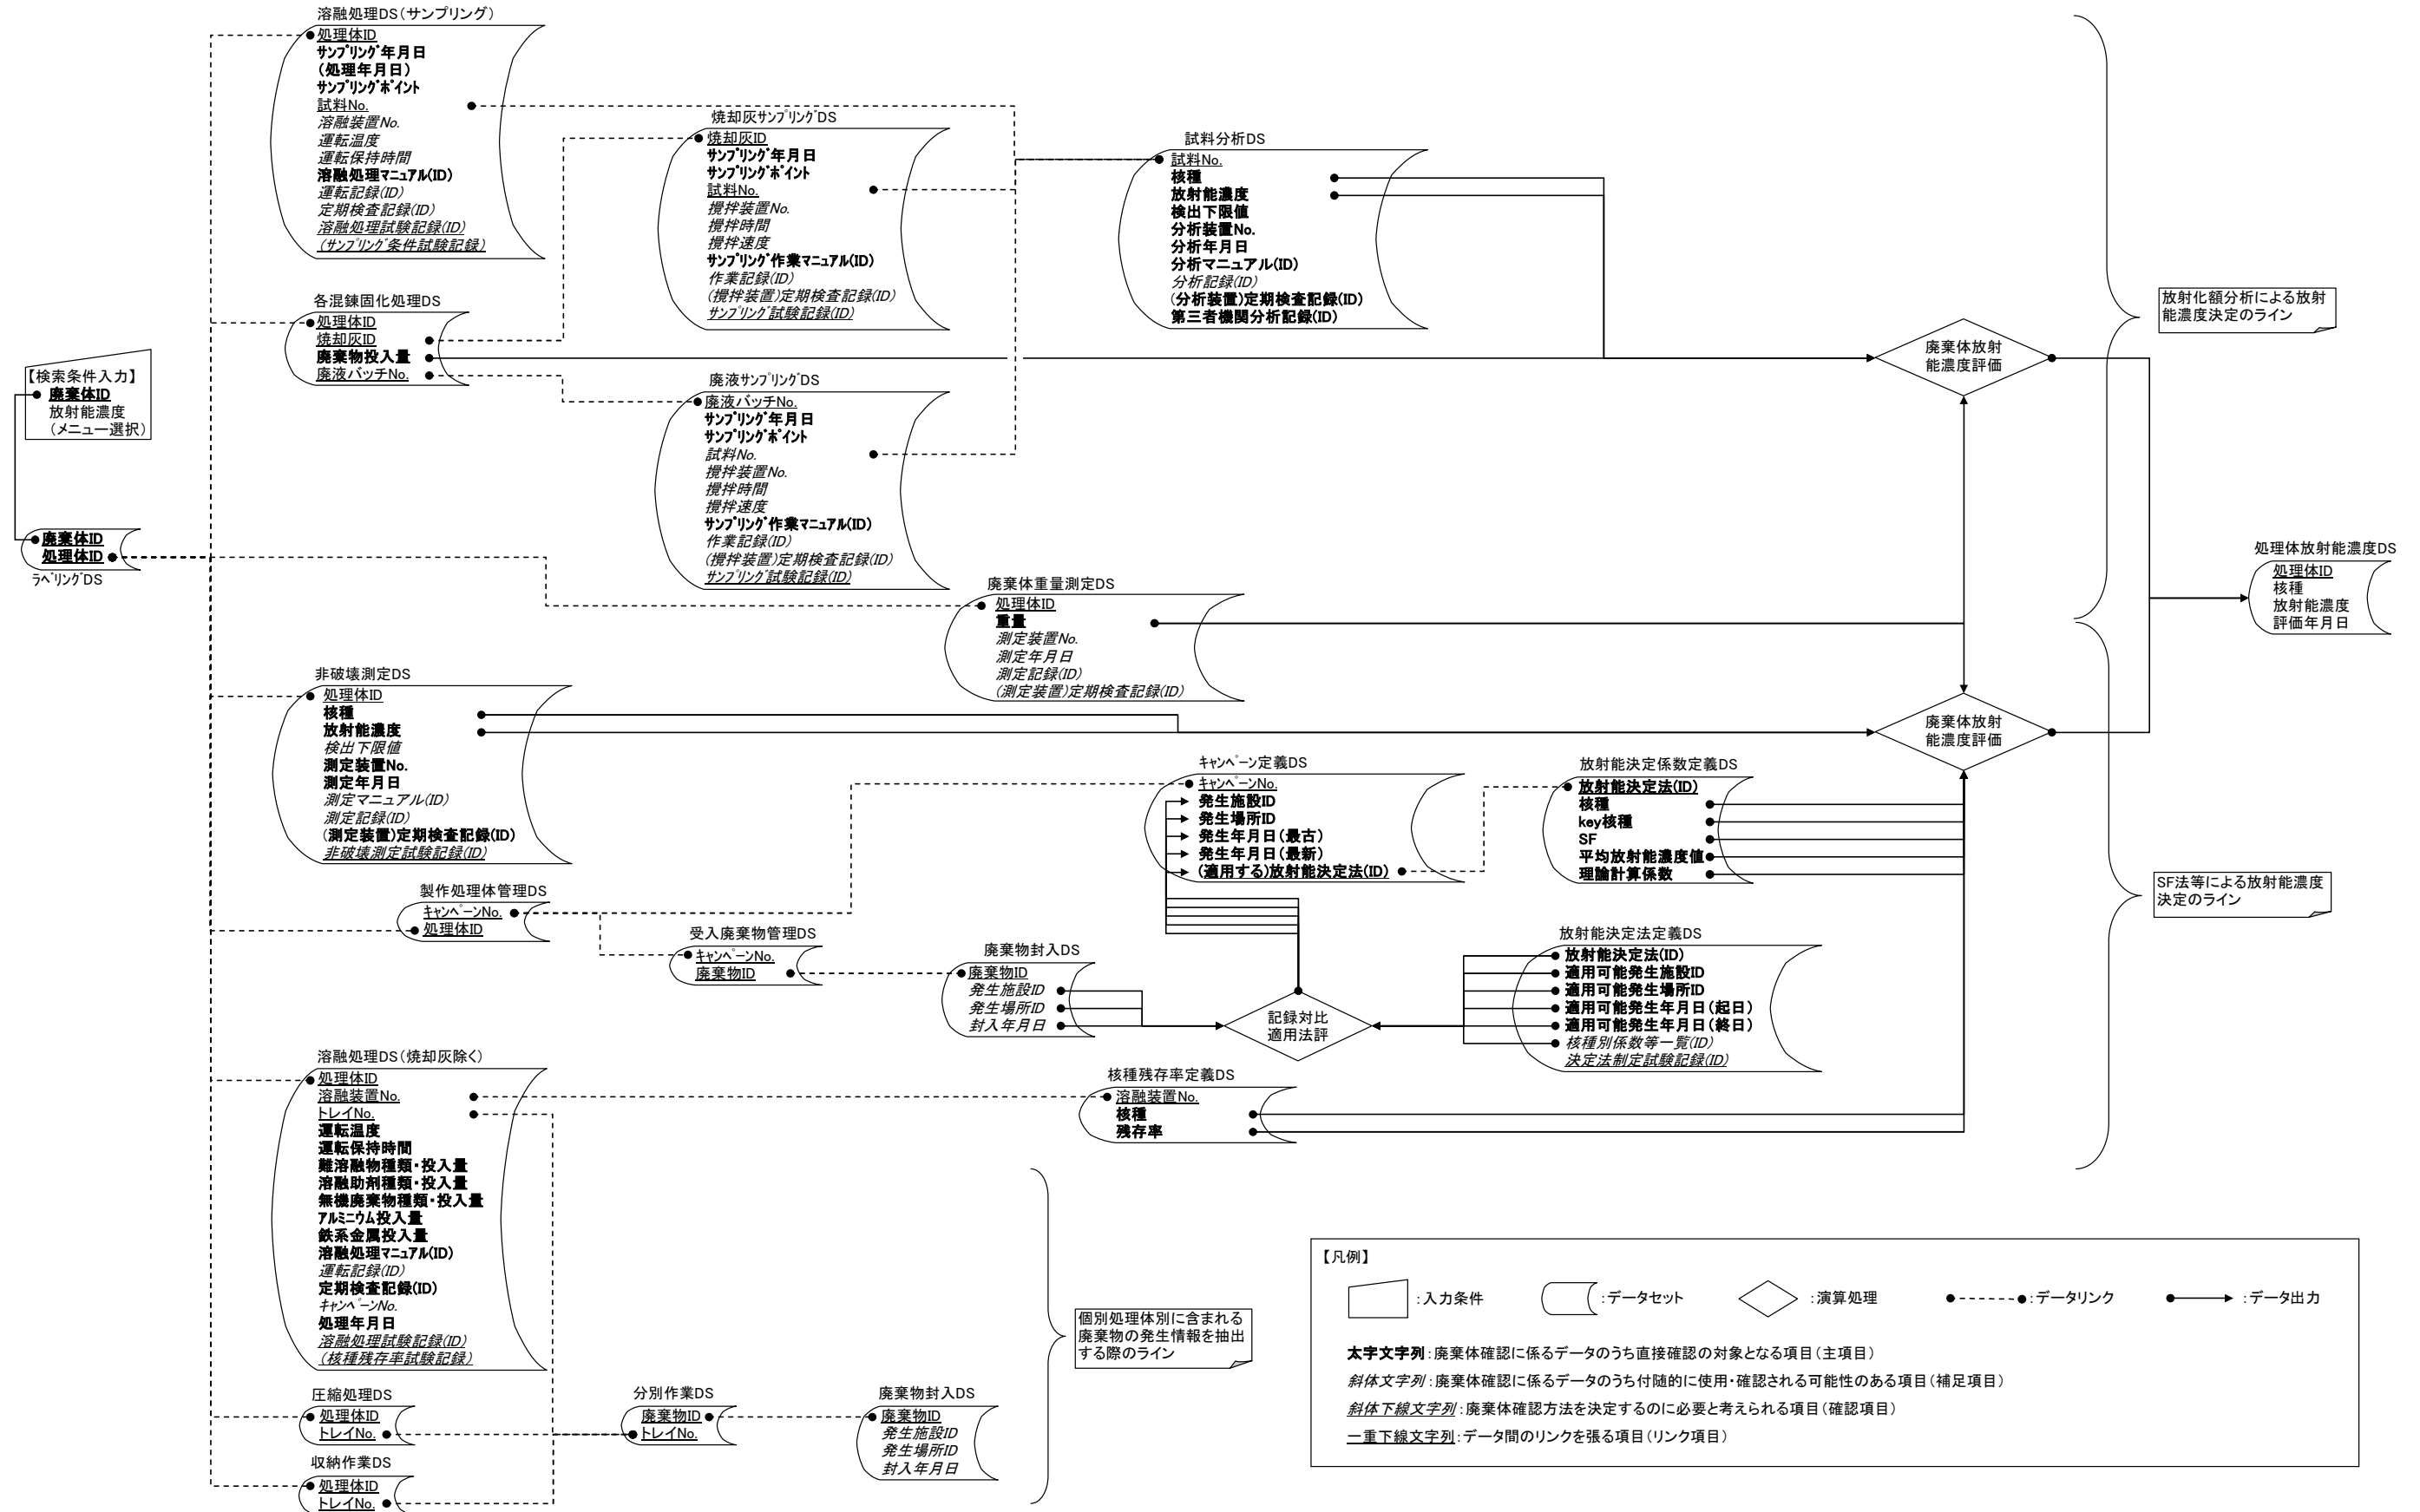 溶融処理DS(サンプリング)
処理体ID
ｻﾝﾌﾟﾘﾝｸﾞ年月日
(処理年月日)
ｻﾝﾌﾟﾘﾝｸﾞﾎﾟｲﾝﾄ
試料No.
溶融装置No.
運転温度
運転保持時間
溶融処理ﾏﾆｭｱﾙ(ID)
運転記録(ID)
定期検査記録(ID)
溶融処理試験記録(ID)
(ｻﾝﾌﾟﾘﾝｸﾞ条件試験記録)
各混錬固化処理DS
処理体ID
焼却灰ID
廃棄物投入量
廃液バッチNo.
【検索条件入力】
廃棄体ID
放射能濃度
(メニュー選択)
廃棄体ID
処理体ID
ﾗﾍﾞﾘﾝｸﾞDS
焼却灰ｻﾝﾌﾟﾘﾝｸﾞDS
焼却灰ID
ｻﾝﾌﾟﾘﾝｸﾞ年月日
ｻﾝﾌﾟﾘﾝｸﾞﾎﾟｲﾝﾄ
試料No.
攪拌装置No.
攪拌時間
攪拌速度
ｻﾝﾌﾟﾘﾝｸﾞ作業ﾏﾆｭｱﾙ(ID)
作業記録(ID)
(攪拌装置)定期検査記録(ID)
ｻﾝﾌﾟﾘﾝｸﾞ試験記録(ID)
廃液ｻﾝﾌﾟﾘﾝｸﾞDS
廃液バッチNo.
ｻﾝﾌﾟﾘﾝｸﾞ年月日
ｻﾝﾌﾟﾘﾝｸﾞﾎﾟｲﾝﾄ
試料No.
攪拌装置No.
攪拌時間
攪拌速度
ｻﾝﾌﾟﾘﾝｸﾞ作業ﾏﾆｭｱﾙ(ID)
作業記録(ID)
(攪拌装置)定期検査記録(ID)
ｻﾝﾌﾟﾘﾝｸﾞ試験記録(ID)
試料分析DS
試料No.
核種
放射能濃度
検出下限値
分析装置No.
分析年月日
分析マニュアル(ID)
分析記録(ID)
(分析装置)定期検査記録(ID)
第三者機関分析記録(ID)
廃棄体放射
能濃度評価
放射化額分析による放射
能濃度決定のライン
廃棄体重量測定DS
処理体ID
重量
測定装置No.
測定年月日
測定記録(ID)
(測定装置)定期検査記録(ID)
処理体放射能濃度DS
処理体ID
核種
放射能濃度
評価年月日
非破壊測定DS
処理体ID
核種
放射能濃度
検出下限値
測定装置No.
測定年月日
測定マニュアル(ID)
測定記録(ID)
(測定装置)定期検査記録(ID)
非破壊測定試験記録(ID)
廃棄体放射
能濃度評価
ｷｬﾝﾍﾟｰﾝ定義DS
ｷｬﾝﾍﾟｰﾝNo.
発生施設ID
発生場所ID
発生年月日(最古)
発生年月日(最新)
(適用する)放射能決定法(ID)
放射能決定係数定義DS
放射能決定法(ID)
核種
key核種
SF
平均放射能濃度値
理論計算係数
SF法等による放射能濃度
決定のライン
製作処理体管理DS
ｷｬﾝﾍﾟｰﾝNo.
処理体ID
受入廃棄物管理DS
ｷｬﾝﾍﾟｰﾝNo.
廃棄物ID
廃棄物封入DS
廃棄物ID
発生施設ID
発生場所ID
封入年月日
記録対比
適用法評
放射能決定法定義DS
放射能決定法(ID)
適用可能発生施設ID
適用可能発生場所ID
適用可能発生年月日(起日)
適用可能発生年月日(終日)
核種別係数等一覧(ID)
決定法制定試験記録(ID)
溶融処理DS(焼却灰除く)
処理体ID
溶融装置No.
トレイNo.
運転温度
運転保持時間
難溶融物種類・投入量
溶融助剤種類・投入量
無機廃棄物種類・投入量
ｱﾙﾐﾆｳﾑ投入量
鉄系金属投入量
溶融処理ﾏﾆｭｱﾙ(ID)
運転記録(ID)
定期検査記録(ID)
ｷｬﾝﾍﾟｰﾝNo.
処理年月日
溶融処理試験記録(ID)
(核種残存率試験記録)
核種残存率定義DS
溶融装置No.
核種
残存率
個別処理体別に含まれる
廃棄物の発生情報を抽出
する際のライン
圧縮処理DS
処理体ID
トレイNo.
分別作業DS
廃棄物ID
トレイNo.
廃棄物封入DS
廃棄物ID
発生施設ID
発生場所ID
封入年月日
収納作業DS
処理体ID
トレイNo.
【凡例】
:入力条件
:データセット
:演算処理
:データリンク
:データ出力
太字文字列:廃棄体確認に係るデータのうち直接確認の対象となる項目(主項目)
斜体文字列:廃棄体確認に係るデータのうち付随的に使用・確認される可能性のある項目(補足項目)
斜体下線文字列:廃棄体確認方法を決定するのに必要と考えられる項目(確認項目)
一重下線文字列:データ間のリンクを張る項目(リンク項目)